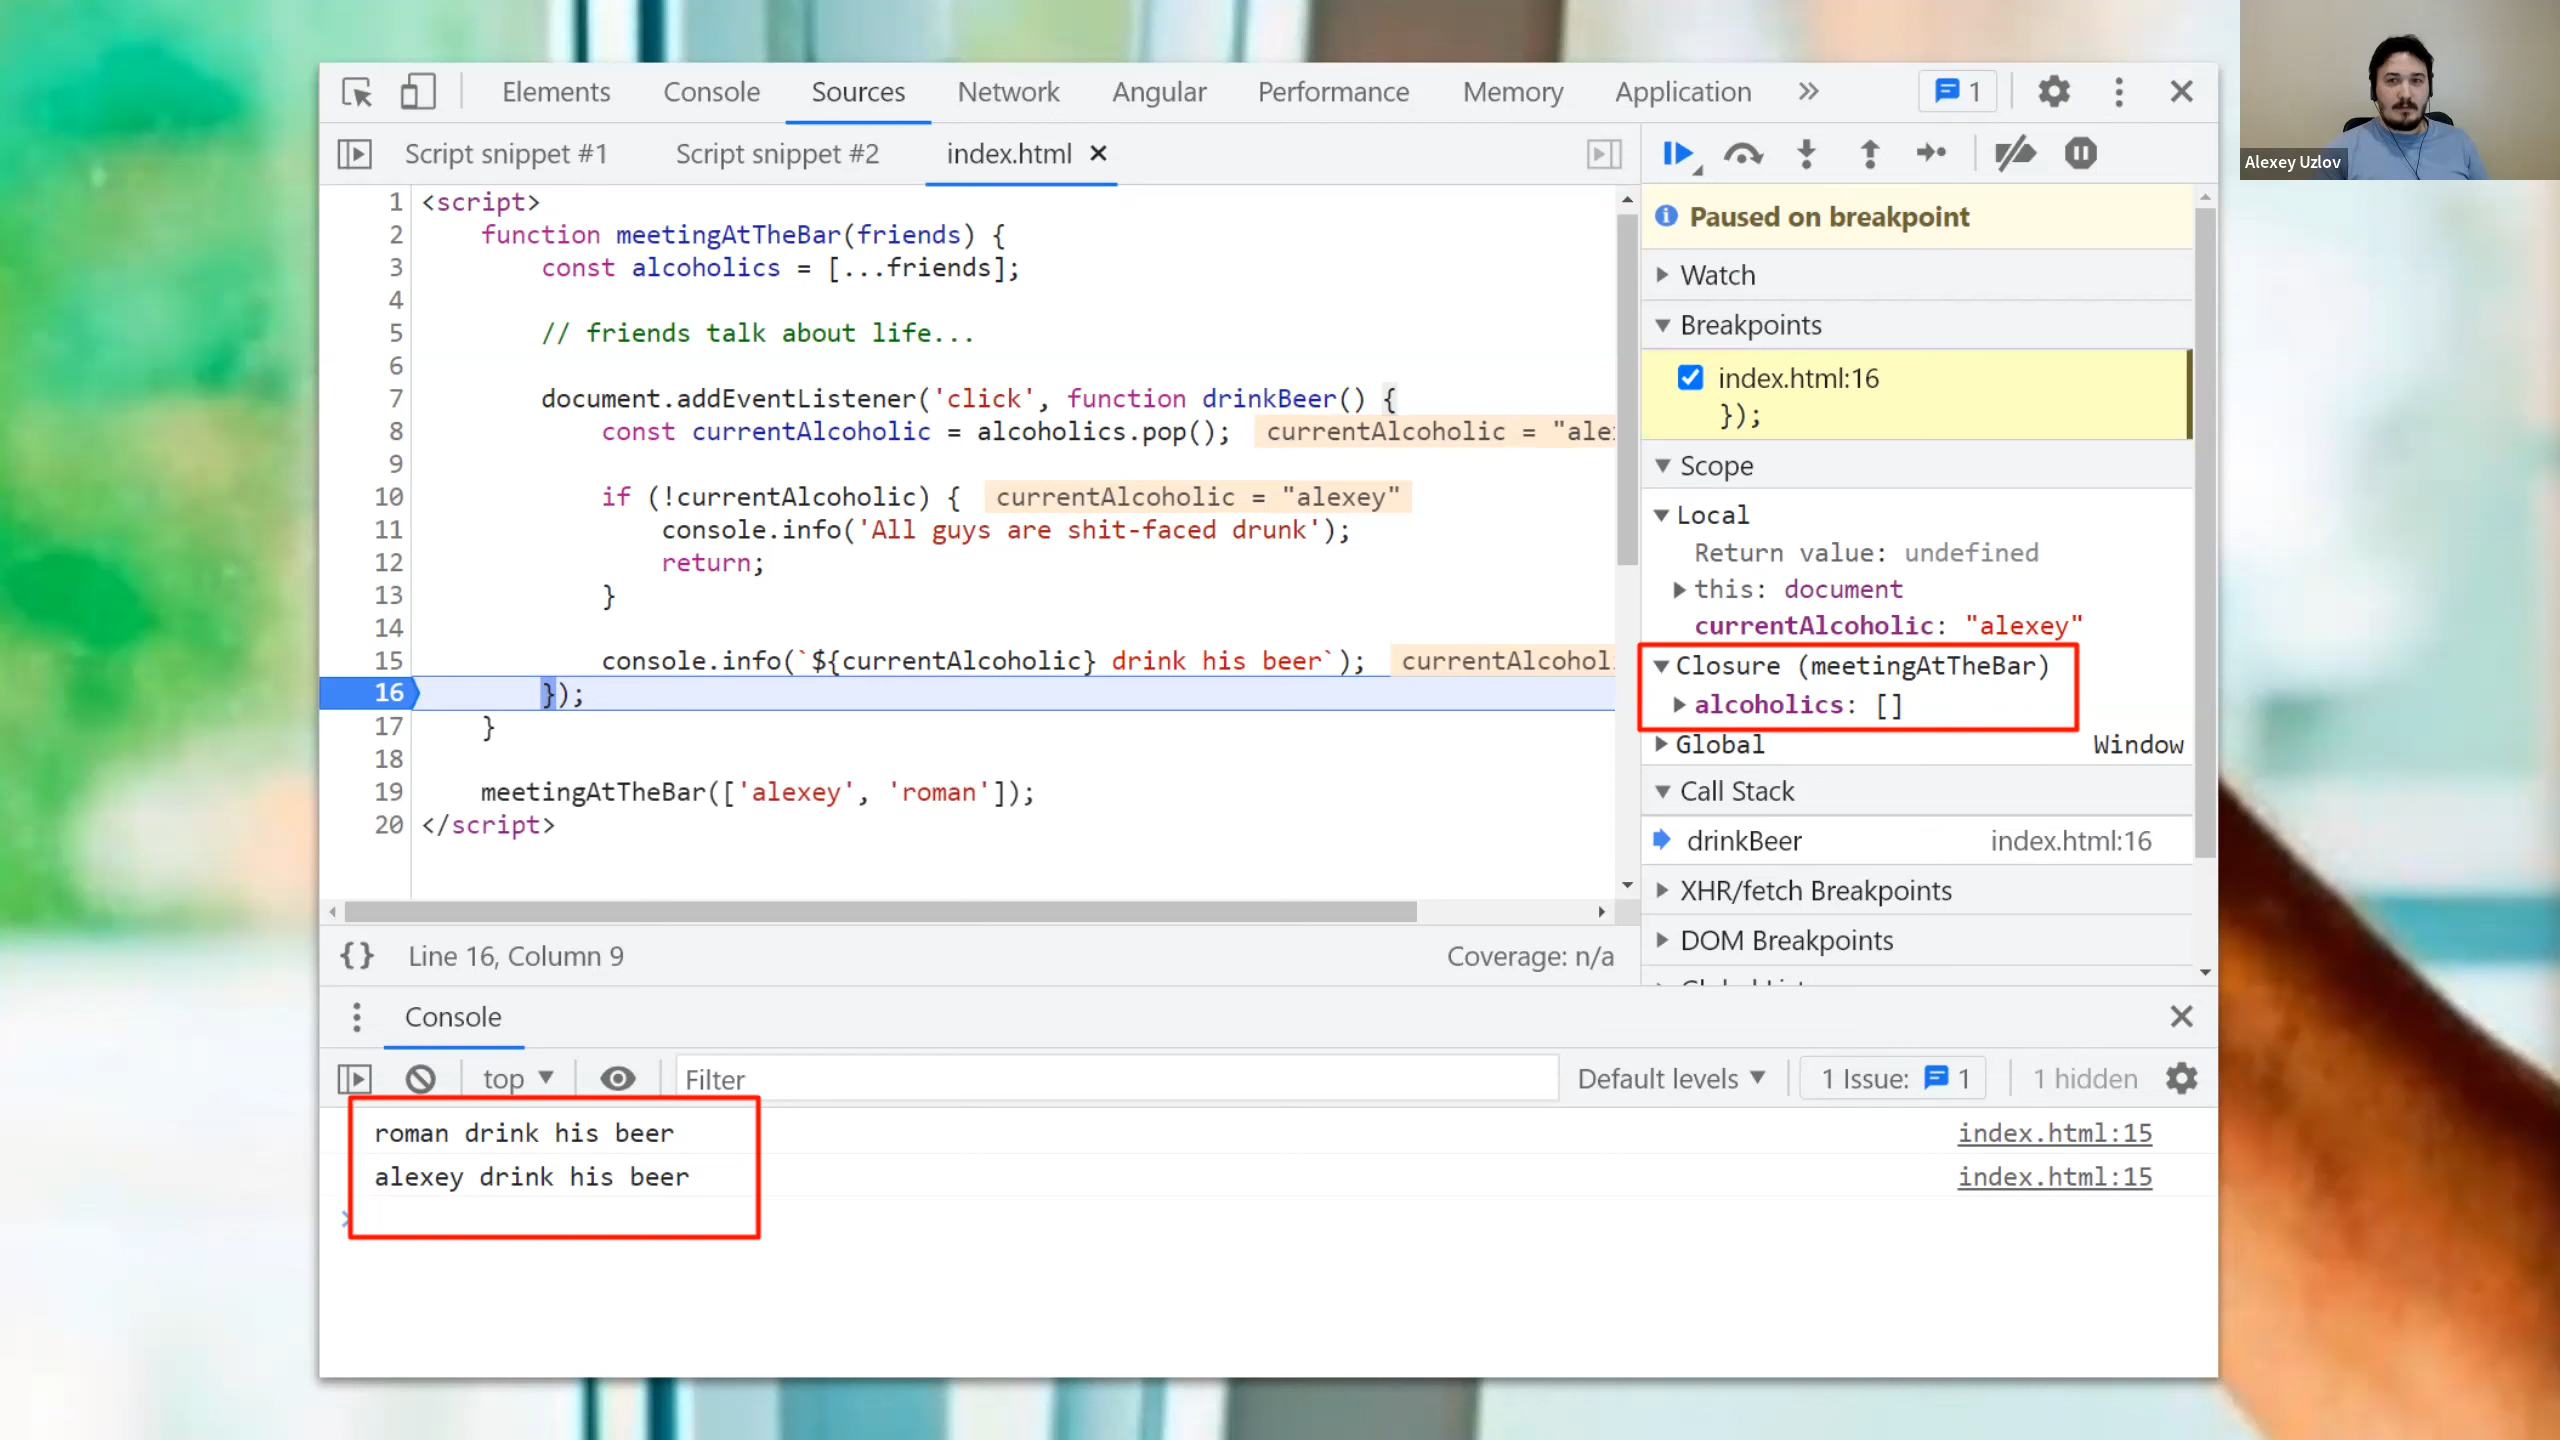 Elements Console Sources Network Angular Performance Memory Application » 1
Alexey Uzlov
Script snippet #1 Script snippet #2 index.html ×
1 <script>
2 function meetingAtTheBar(friends) {
3 const alcoholics = [...friends];
4
5 // friends talk about life...
6
7 document.addEventListener('click', function drinkBeer() {
8 const currentAlcoholic = alcoholics.pop(); currentAlcoholic = "ale
9
10 if (!currentAlcoholic) { currentAlcoholic = "alexey"
11 console.info('All guys are shit-faced drunk');
12 return;
13 }
14
15 console.info(`${currentAlcoholic} drink his beer`); currentAlcohol
16 });
17 }
18
19 meetingAtTheBar(['alexey', 'roman']);
20 </script>
{} Line 16, Column 9 Coverage: n/a
Paused on breakpoint
Watch
Breakpoints
index.html:16
});
Scope
Local
Return value: undefined
this: document
currentAlcoholic: "alexey"
Closure (meetingAtTheBar)
alcoholics: []
Global Window
Call Stack
drinkBeer index.html:16
XHR/fetch Breakpoints
DOM Breakpoints
Console
top Filter Default levels 1 Issue: 1 1 hidden
roman drink his beer index.html:15
alexey drink his beer index.html:15